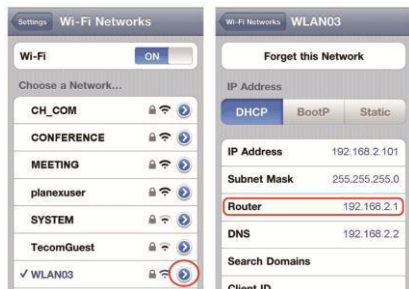 Settings
Wi-Fi Networks
Wi-Fi
ON
Choose a Network...
CH_COM
CONFERENCE
MEETING
planexuser
SYSTEM
TecomGuest
✓ WLAN03
Wi-Fi Networks
WLAN03
Forget this Network
IP Address
DHCP BootP Static
IP Address 192.168.2.101
Subnet Mask 255.255.255.0
Router 192.168.2.1
DNS 192.168.2.2
Search Domains
Client ID